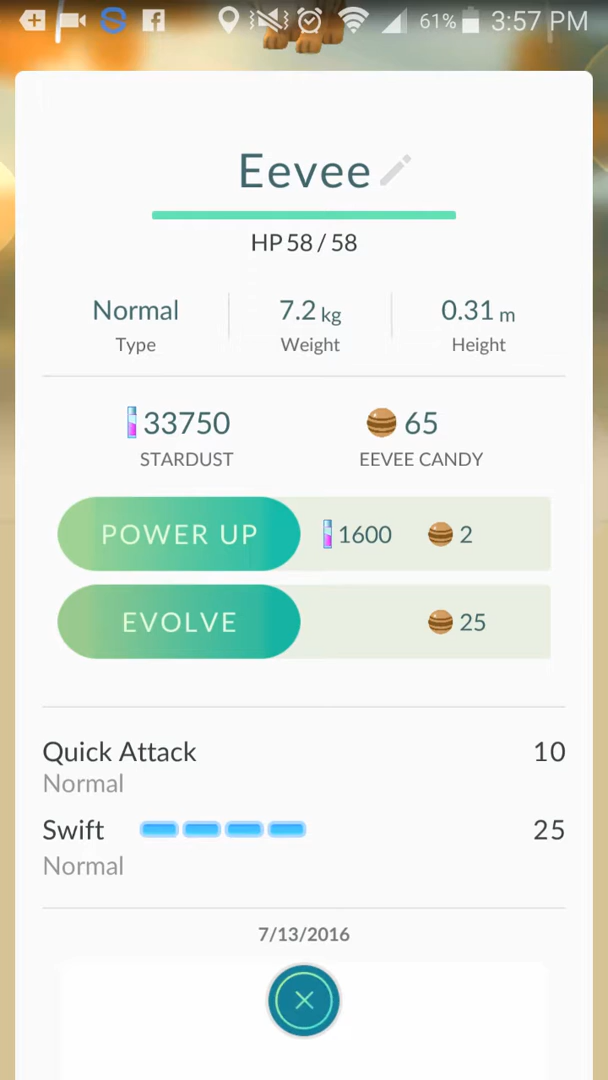 61% 3:57 PM
Eevee
HP 58 / 58
Normal 7.2 kg 0.31 m
Type Weight Height
33750 65
STARDUST EEVEE CANDY
POWER UP 1600 2
EVOLVE 25
Quick Attack 10
Normal
Swift 25
Normal
7/13/2016